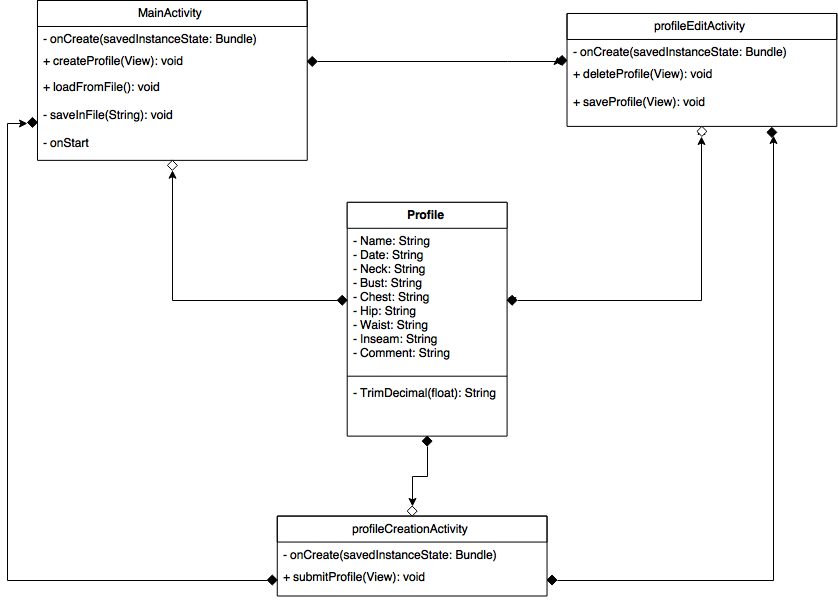 MainActivity
- onCreate(savedInstanceState: Bundle)
+ createProfile(View): void
+ loadFromFile(): void
- saveInFile(String): void
- onStart
profileEditActivity
- onCreate(savedInstanceState: Bundle)
+ deleteProfile(View): void
+ saveProfile(View): void
Profile
- Name: String
- Date: String
- Neck: String
- Bust: String
- Chest: String
- Hip: String
- Waist: String
- Inseam: String
- Comment: String
- TrimDecimal(float): String
profileCreationActivity
- onCreate(savedInstanceState: Bundle)
+ submitProfile(View): void